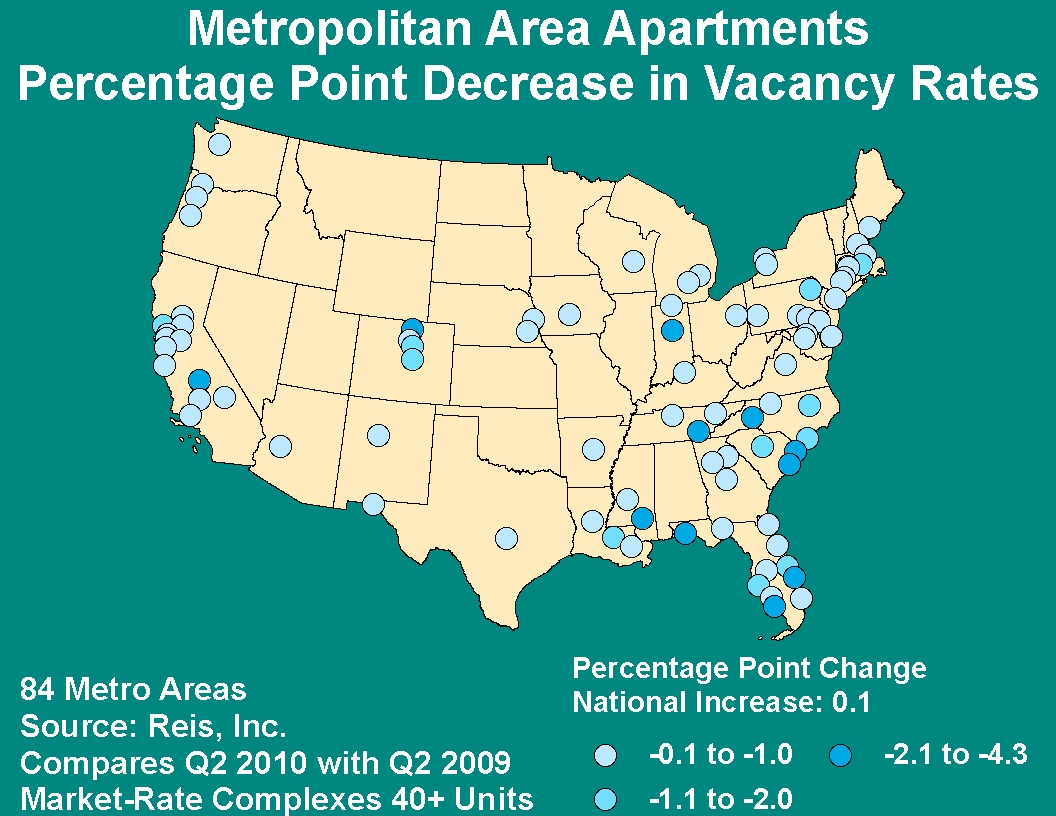 Metropolitan Area Apartments
Percentage Point Decrease in Vacancy Rates
84 Metro Areas
Source: Reis, Inc.
Compares Q2 2010 with Q2 2009
Market-Rate Complexes 40+ Units
Percentage Point Change
National Increase: 0.1
-0.1 to -1.0
-2.1 to -4.3
-1.1 to -2.0